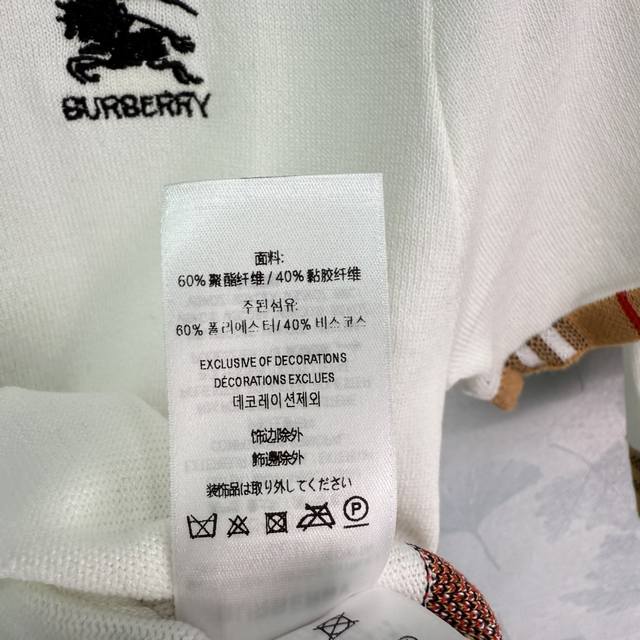 BURBERRY
面料:
60% 聚酯纤维 / 40% 黏胶纤维
주된섬유:
60% 폴리에스터 / 40% 비스코스
EXCLUSIVE OF DECORATIONS
DÉCORATIONS EXCLUES
데코레이션제외
饰边除外
飾邊除外
装飾品は取り外してください
P